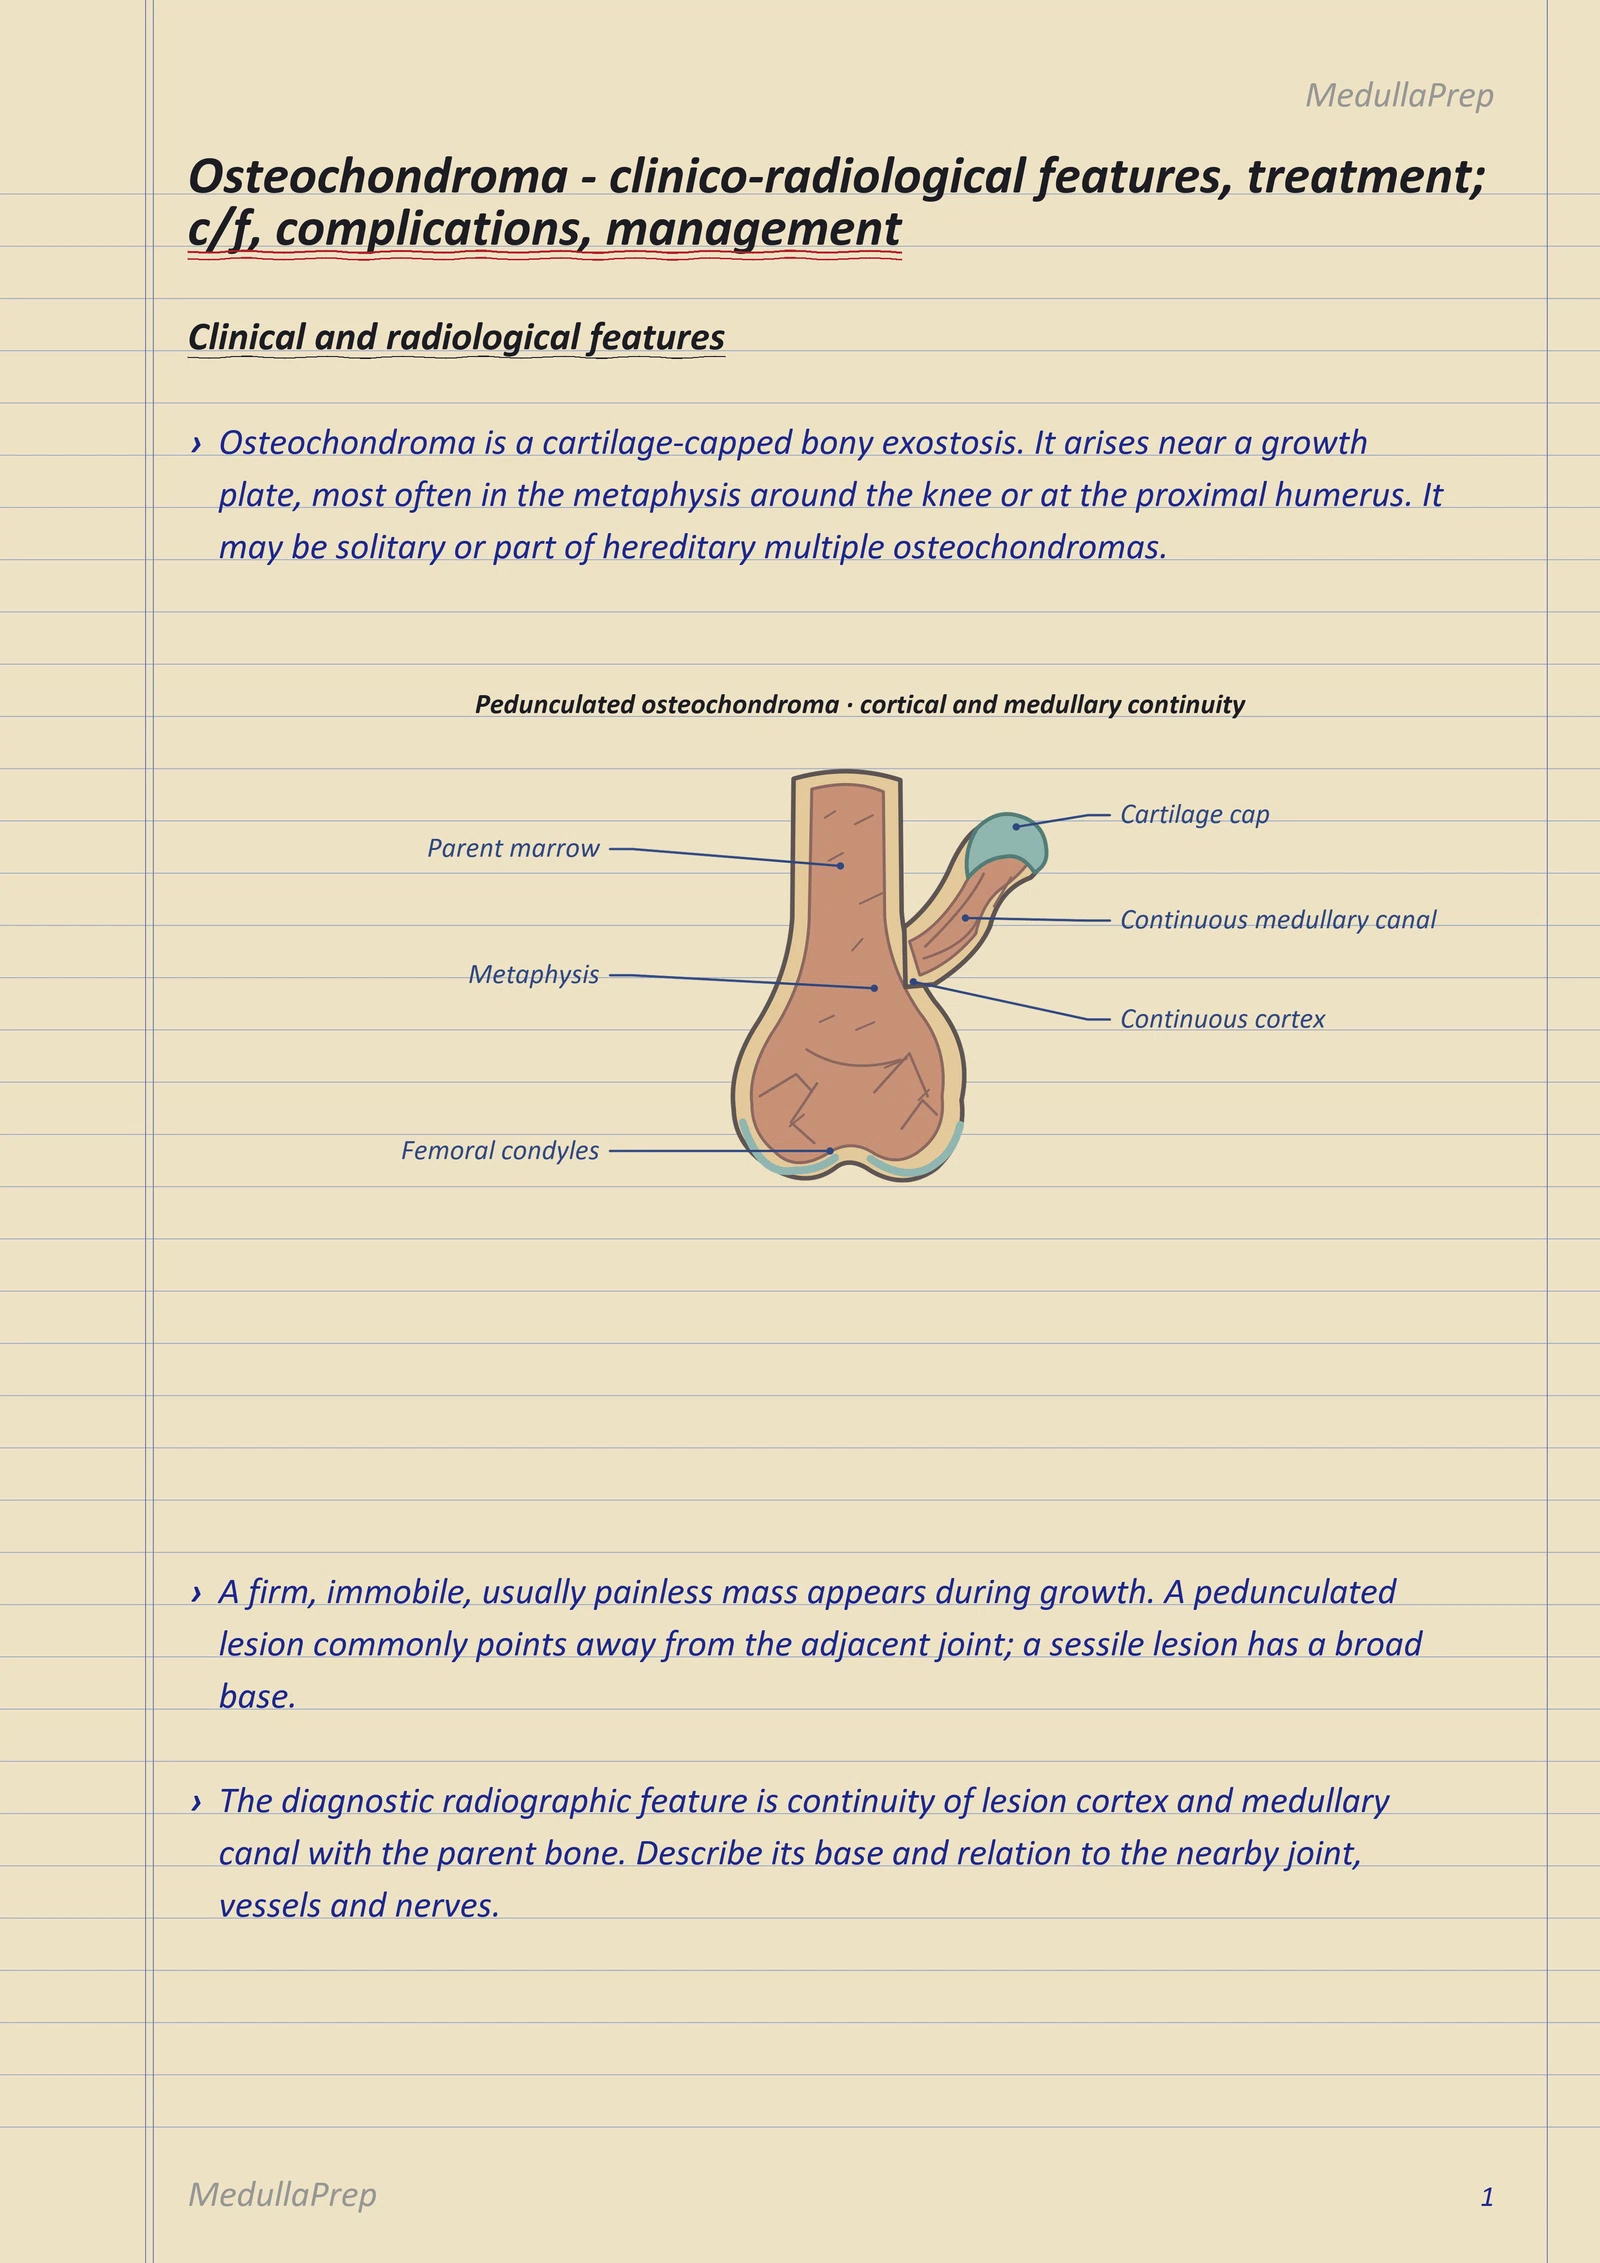 MedullaPrep
Osteochondroma - clinico-radiological features, treatment;
c/f, complications, management
Clinical and radiological features
› Osteochondroma is a cartilage-capped bony exostosis. It arises near a growth
plate, most often in the metaphysis around the knee or at the proximal humerus. It
may be solitary or part of hereditary multiple osteochondromas.
Pedunculated osteochondroma · cortical and medullary continuity
Cartilage cap
Parent marrow
Continuous medullary canal
Metaphysis
Continuous cortex
Femoral condyles
› A firm, immobile, usually painless mass appears during growth. A pedunculated
lesion commonly points away from the adjacent joint; a sessile lesion has a broad
base.
› The diagnostic radiographic feature is continuity of lesion cortex and medullary
canal with the parent bone. Describe its base and relation to the nearby joint,
vessels and nerves.
MedullaPrep
1